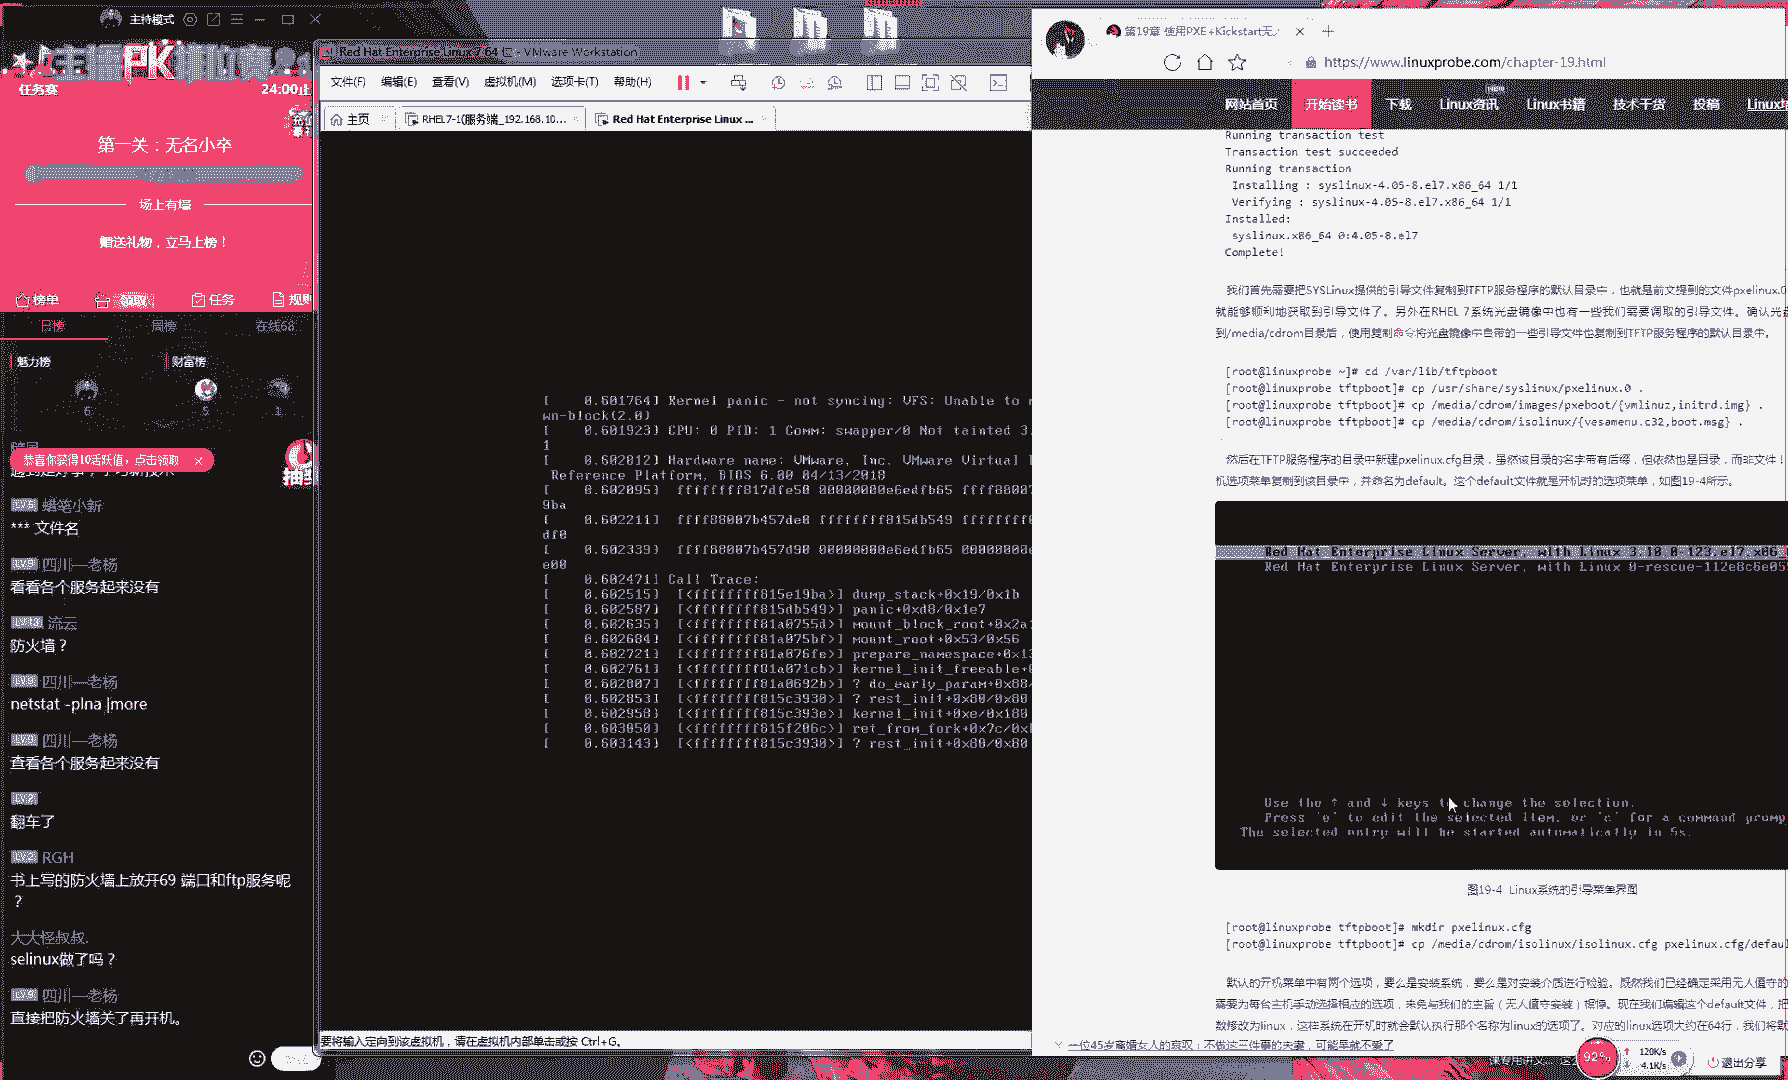 主持模式
任务赛
24:00止
第一关：无名小卒
场上有墙
赠送礼物，立马上榜！
榜单
任务
规则
日榜
周榜
在线68
魅力榜
财富榜
6
5
1
恭喜你获得10活跃值，点击领取
蜡笔小新
*** 文件名
四川—老杨
看看各个服务起来没有
流云
防火墙？
四川—老杨
netstat -plna |more
四川—老杨
查看各个服务起来没有
翻车了
RGH
书上写的防火墙上放开69 端口和ftp服务呢
？
大大怪叔叔.
selinux做了吗？
四川—老杨
直接把防火墙关了再开机。
Red Hat Enterprise Linux 7 64 位 - VMware Workstation
文件(F)
编辑(E)
查看(V)
虚拟机(M)
选项卡(T)
帮助(H)
主页
RHEL7-1(服务端_192.168.10...
Red Hat Enterprise Linux ...
[    0.601764] Kernel panic - not syncing: VFS: Unable to
wn-block(2,0)
[    0.601923] CPU: 0 PID: 1 Comm: swapper/0 Not tainted 3.
1
[    0.602012] Hardware name: VMware, Inc. VMware Virtual
Reference Platform, BIOS 6.00 04/13/2018
[    0.602095]  ffffffff817dfe50 00000000e6edfb65 ffff88007
9ba
[    0.602211]  ffff88007b457de0 ffffffff815db549 ffffffff
df0
[    0.602339]  ffff88007b457d90 00000000e6edfb65 00000000
e00
[    0.602471] Call Trace:
[    0.602515]  [<ffffffff815e19ba>] dump_stack+0x19/0x1b
[    0.602587]  [<ffffffff815db549>] panic+0xd8/0x1e7
[    0.602635]  [<ffffffff81a0755d>] mount_block_root+0x2a
[    0.602684]  [<ffffffff81a075bf>] mount_root+0x53/0x56
[    0.602721]  [<ffffffff81a076fe>] prepare_namespace+0x13
[    0.602761]  [<ffffffff81a071cb>] kernel_init_freeable+
[    0.602807]  [<ffffffff81a0692b>] ? do_early_param+0x88/
[    0.602853]  [<ffffffff815c3930>] ? rest_init+0x80/0x80
[    0.602958]  [<ffffffff815c393e>] kernel_init+0xe/0x180
[    0.603050]  [<ffffffff815f206c>] ret_from_fork+0x7c/0x
[    0.603143]  [<ffffffff815c3930>] ? rest_init+0x80/0x80
要将输入定向到该虚拟机，请在虚拟机内部单击或按 Ctrl+G。
第19章 使用PXE+Kickstart无
https://www.linuxprobe.com/chapter-19.html
网站首页
开始读书
下载
Linux资讯
NEW
Linux书籍
技术干货
投稿
Running transaction test
Transaction test succeeded
Running transaction
Installing : syslinux-4.05-8.el7.x86_64 1/1
Verifying : syslinux-4.05-8.el7.x86_64 1/1
Installed:
syslinux.x86_64 0:4.05-8.el7
Complete!
我们首先需要把SYSLinux提供的引导文件复制到TFTP服务程序的默认目录中，也就是前文提到的文件pxelinux.0
就能够顺利地获取到引导文件了。另外在RHEL 7系统光盘镜像中也有一些我们需要调取的引导文件。确认光
到/media/cdrom目录后，使用复制命令将光盘镜像中自带的一些引导文件也复制到TFTP服务程序的默认目录中。
[root@linuxprobe ~]# cd /var/lib/tftpboot
[root@linuxprobe tftpboot]# cp /usr/share/syslinux/pxelinux.0 .
[root@linuxprobe tftpboot]# cp /media/cdrom/images/pxeboot/{vmlinuz,initrd.img} .
[root@linuxprobe tftpboot]# cp /media/cdrom/isolinux/{vesamenu.c32,boot.msg} .
然后在TFTP服务程序的目录中新建pxelinux.cfg目录，虽然该目录的名字带有后缀，但依然也是目录，而非文件！
机选项菜单复制到该目录中，并命名为default。这个default文件就是开机时的选项菜单，如图19-4所示。
Red Hat Enterprise Linux Server, with Linux 3.10.0-123.el7.x86
Red Hat Enterprise Linux Server, with Linux 0-rescue-112e8c6e05
Use the ↑ and ↓ keys to change the selection.
Press 'e' to edit the selected item, or 'c' for a command promp
The selected entry will be started automatically in 5s.
图19-4 Linux系统的引导菜单界面
[root@linuxprobe tftpboot]# mkdir pxelinux.cfg
[root@linuxprobe tftpboot]# cp /media/cdrom/isolinux/isolinux.cfg pxelinux.cfg/defau
默认的开机菜单中有两个选项，要么是安装系统，要么是对安装介质进行检验。既然我们已经确定采用无人值守的
需要为每台主机手动选择相应的选项，未免与我们的主旨（无人值守安装）相悖。现在我们编辑这个default文件，把
数修改为linux，这样系统在开机时就会默认执行那个名称为linux的选项了。对应的linux选项大约在64行，我们将默
一位45岁离婚女人的哀叹：不做这三件事的夫妻，可能早就不爱了
92%
120K/s
4.1K/s
退出分享